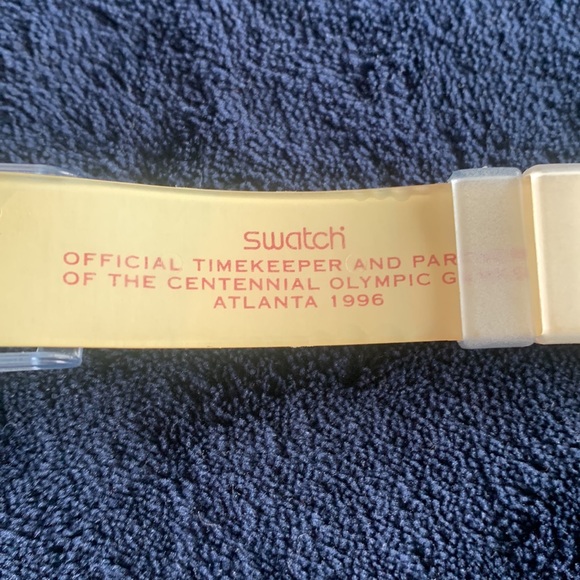 swatch
OFFICIAL TIMEKEEPER AND
OF THE CENTENNIAL OLYMPIC
ATLANTA 1996